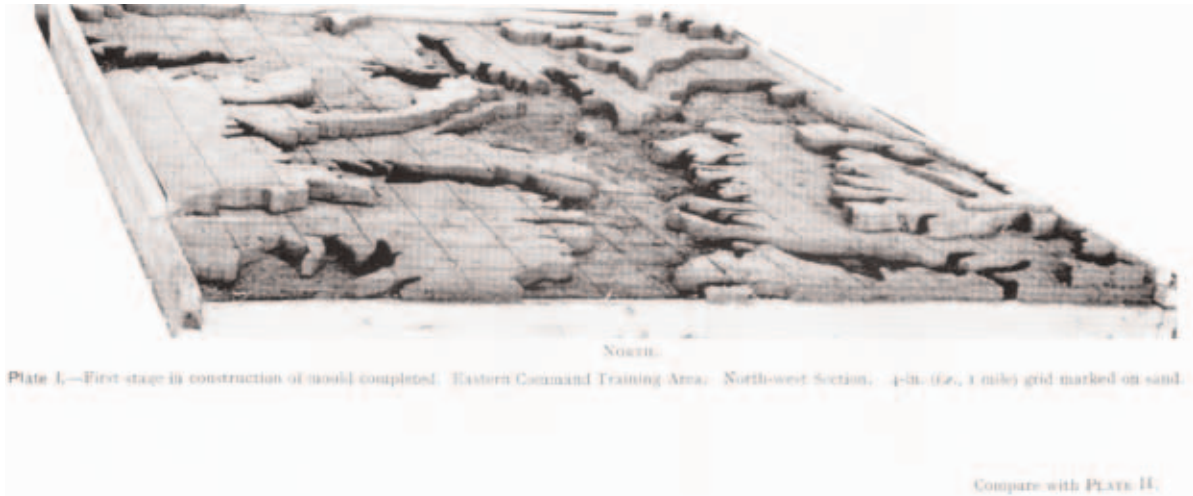 NORTH.
Plate I.—First stage in construction of mould completed. Eastern Command Training Area. North-west Section. 4-in. (i.e., 1 mile) grid marked on sand.
Compare with PLATE II.